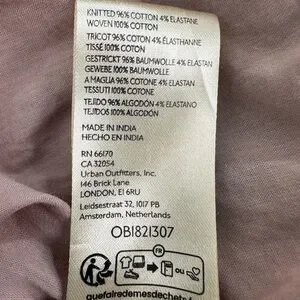 KNITTED 96% COTTON 4% ELASTANE
WOVEN 100% COTTON
TRICOT 96% COTON 4% ÉLASTHANNE
TISSÉ 100% COTON
GESTRICKT 96% BAUMWOLLE 4% ELASTAN
GEWEBE 100% BAUMWOLLE
A MAGLIA 96% COTONE 4% ELASTAN
TESSUTI 100% COTONE
TEJIDO 96% ALGODÓN 4% ELASTANO
TEJIDOS 100% ALGODÓN
MADE IN INDIA
HECHO EN INDIA
RN 66170
CA 32054
Urban Outfitters, Inc.
146 Brick Lane
LONDON, E1 6RU
Leidsestraat 32, 1017 PB
Amsterdam, Netherlands
OB1821307
FR
OU
quefairedemesdechets.f